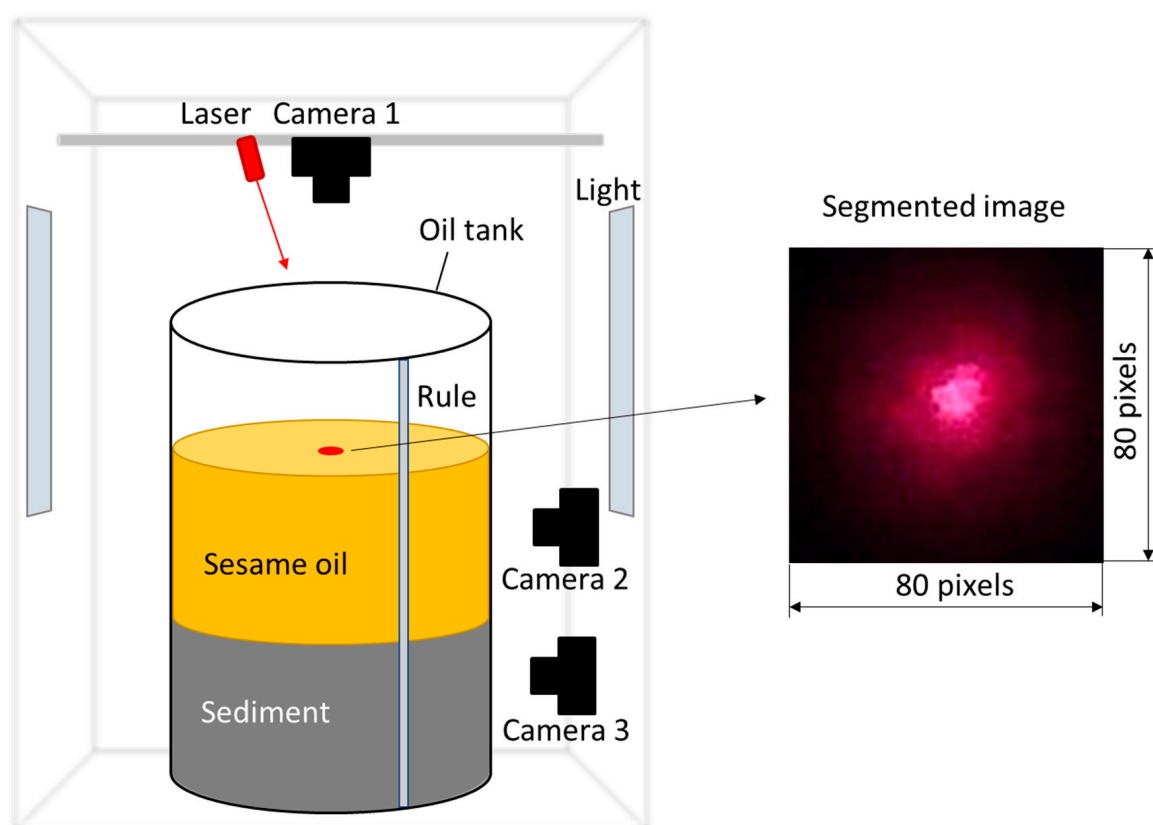 Laser
Camera 1
Light
Oil tank
Segmented image
Rule
80 pixels
Sesame oil
Camera 2
80 pixels
Sediment
Camera 3